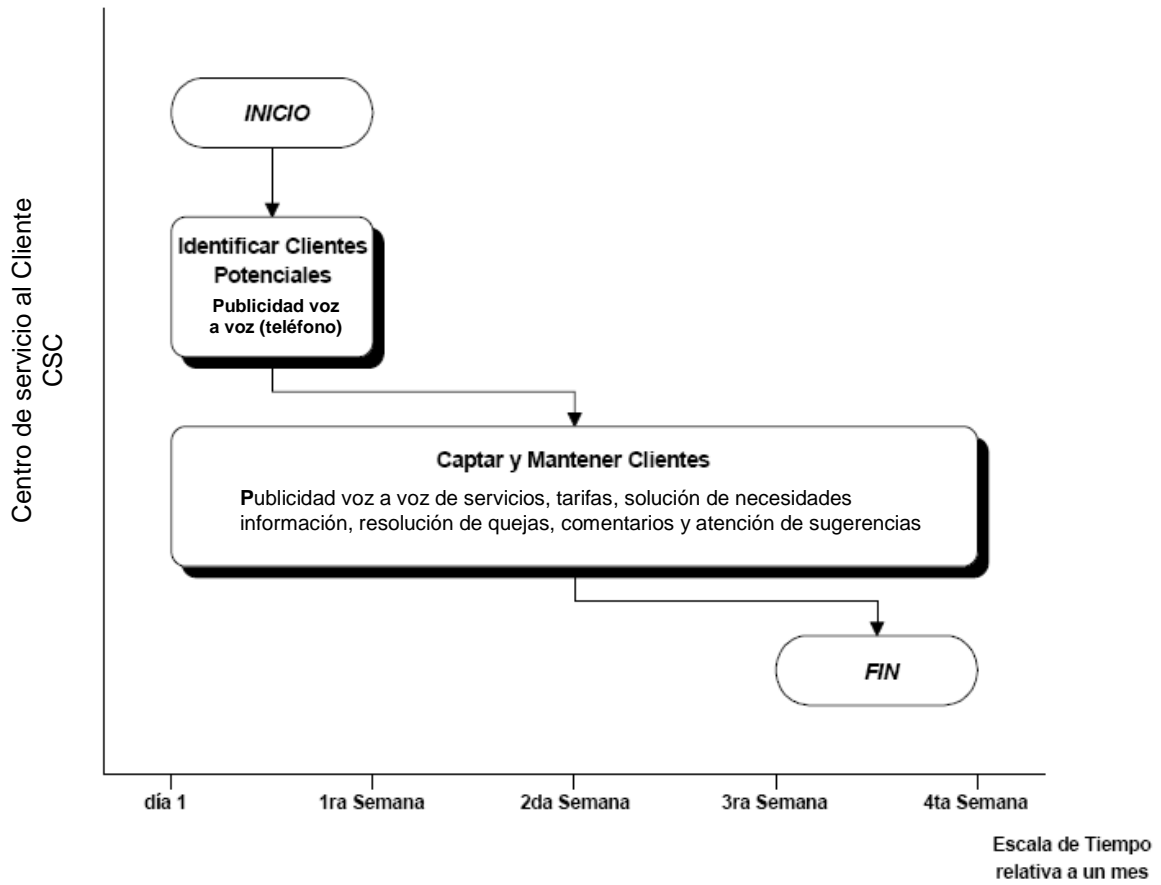 Centro de servicio al Cliente
CSC
INICIO
Identificar Clientes
Potenciales
Publicidad voz
a voz (teléfono)
Captar y Mantener Clientes
Publicidad voz a voz de servicios, tarifas, solución de necesidades
información, resolución de quejas, comentarios y atención de sugerencias
FIN
día 1
1ra Semana
2da Semana
3ra Semana
4ta Semana
Escala de Tiempo
relativa a un mes